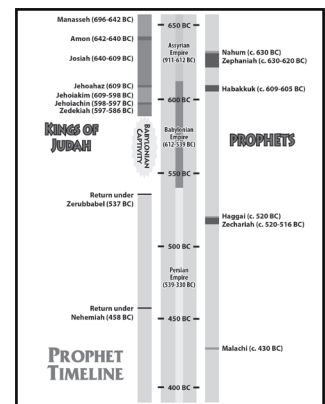 Manasseh (696-642 BC)
Amon (642-640 BC)
Josiah (640-609 BC)
Jehoahaz (609 BC)
Jehoiakim (609-598 BC)
Jehoiachin (598-597 BC)
Zedekiah (597-586 BC)
KINGS OF
JUDAH
BABYLONIAN
CAPTIVITY
Return under
Zerubbabel (537 BC)
Return under
Nehemiah (458 BC)
PROPHET
TIMELINE
650 BC
Assyrian
Empire
(911-612 BC)
600 BC
Babylonian
Empire
(612-539 BC)
550 BC
500 BC
Persian
Empire
(539-330 BC)
450 BC
400 BC
Nahum (c. 630 BC)
Zephaniah (c. 630-620 BC)
Habakkuk (c. 609-605 BC)
PROPHETS
Haggai (c. 520 BC)
Zechariah (c. 520-516 BC)
Malachi (c. 430 BC)